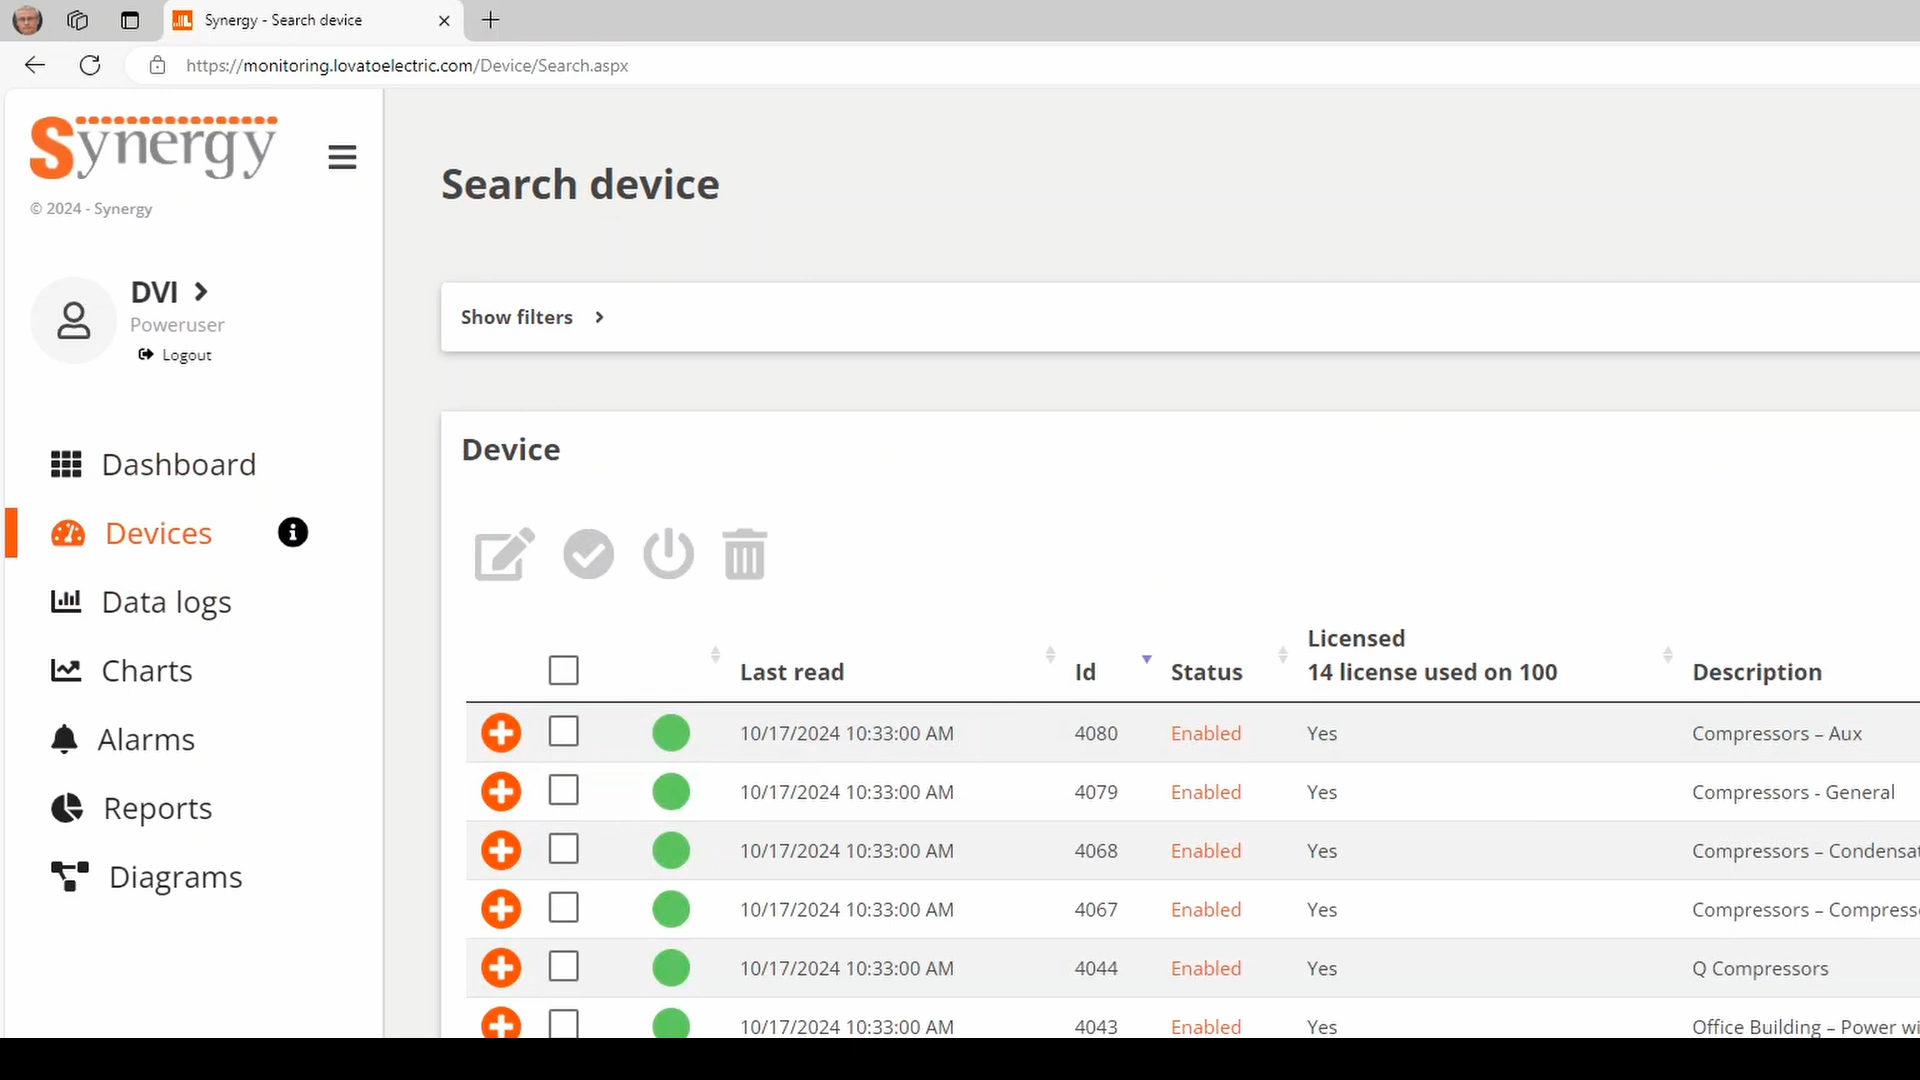 Synergy - Search device
https://monitoring.lovatoelectric.com/Device/Search.aspx
Synergy
© 2024 - Synergy
DVI
Poweruser
Logout
Dashboard
Devices
Data logs
Charts
Alarms
Reports
Diagrams
Search device
Show filters
Device
Last read Id Status Licensed
14 license used on 100 Description
10/17/2024 10:33:00 AM 4080 Enabled Yes Compressors – Aux
10/17/2024 10:33:00 AM 4079 Enabled Yes Compressors - General
10/17/2024 10:33:00 AM 4068 Enabled Yes Compressors – Condensat
10/17/2024 10:33:00 AM 4067 Enabled Yes Compressors – Compresso
10/17/2024 10:33:00 AM 4044 Enabled Yes Q Compressors
10/17/2024 10:33:00 AM 4043 Enabled Yes Office Building – Power wi